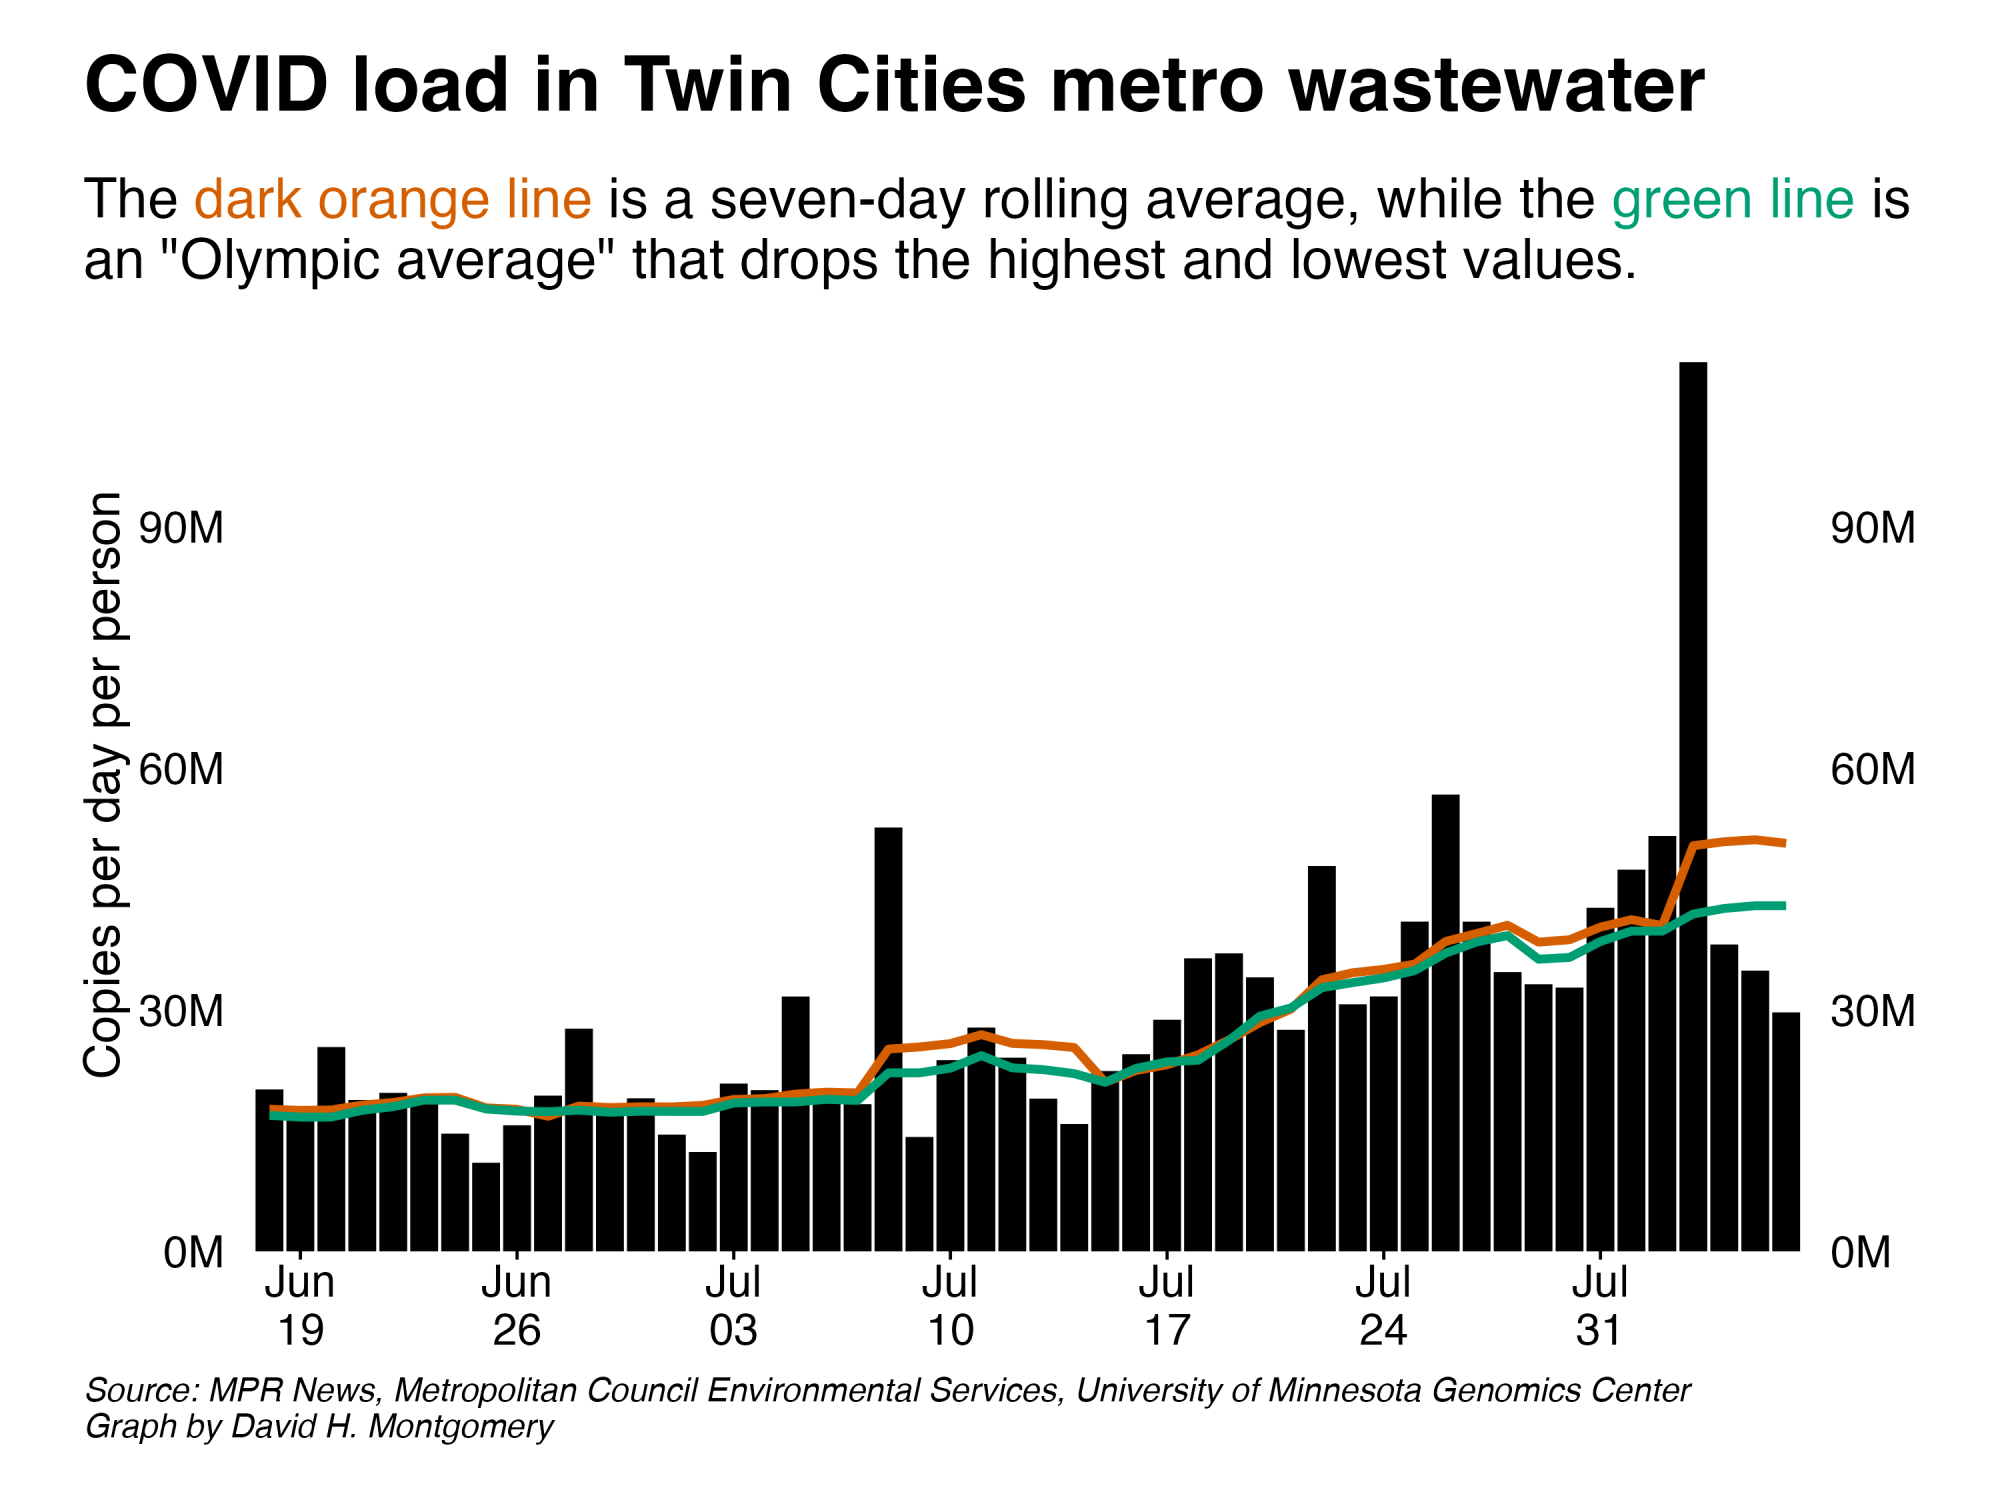 COVID load in Twin Cities metro wastewater
The dark orange line is a seven-day rolling average, while the green line is
an "Olympic average" that drops the highest and lowest values.
Copies per day per person
90M
60M
30M
0M
90M
60M
30M
0M
Jun
19
Jun
26
Jul
03
Jul
10
Jul
17
Jul
24
Jul
31
Source: MPR News, Metropolitan Council Environmental Services, University of Minnesota Genomics Center
Graph by David H. Montgomery